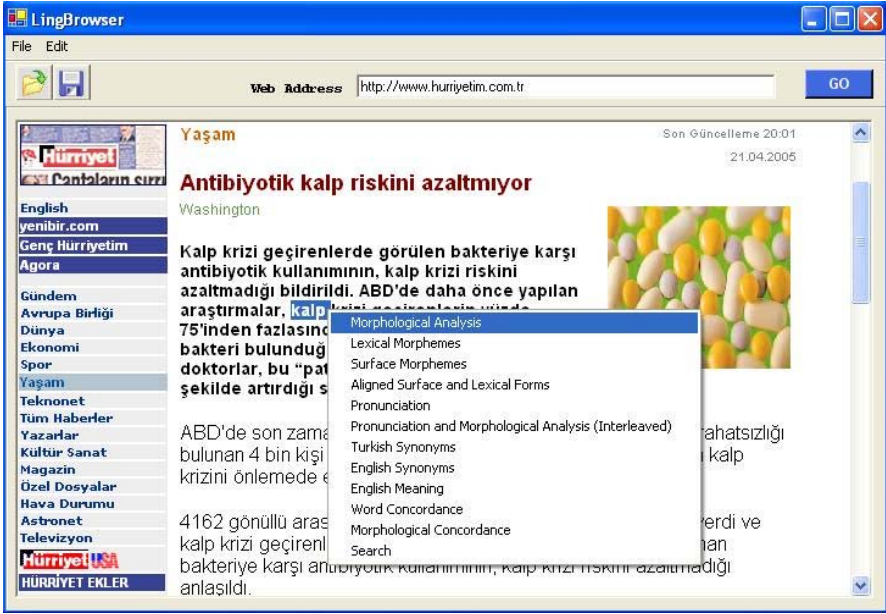 LingBrowser
File Edit
Web Address http://www.hurriyetim.com.tr GO
Hürriyet
Çantaların sırrı
English
yenibir.com
Genç Hürriyetim
Agora
Gündem
Avrupa Birliği
Dünya
Ekonomi
Spor
Yaşam
Teknonet
Tüm Haberler
Yazarlar
Kültür Sanat
Magazin
Özel Dosyalar
Hava Durumu
Astronet
Televizyon
Hürriyet USA
HÜRRİYET EKLER
Yaşam
Son Güncelleme 20:01
21.04.2005
Antibiyotik kalp riskini azaltmıyor
Washington
Kalp krizi geçirenlerde görülen bakteriye karşı
antibiyotik kullanımının, kalp krizi riskini
azaltmadığı bildirildi. ABD'de daha önce yapılan
araştırmalar, kalp krizi geçirenlerin yüzde
75'inden fazlasınd
bakteri bulunduğ
doktorlar, bu "pat
şekilde artırdığı s
ABD'de son zama rahatsızlığı
bulunan 4 bin kişi kalp
krizini önlemede e
4162 gönüllü aras verdi ve
kalp krizi geçirenl nan
bakteriye karşı antibiyotik kullanımının, kalp krizi riskini azaltmadığı
anlaşıldı.
Morphological Analysis
Lexical Morphemes
Surface Morphemes
Aligned Surface and Lexical Forms
Pronunciation
Pronunciation and Morphological Analysis (Interleaved)
Turkish Synonyms
English Synonyms
English Meaning
Word Concordance
Morphological Concordance
Search